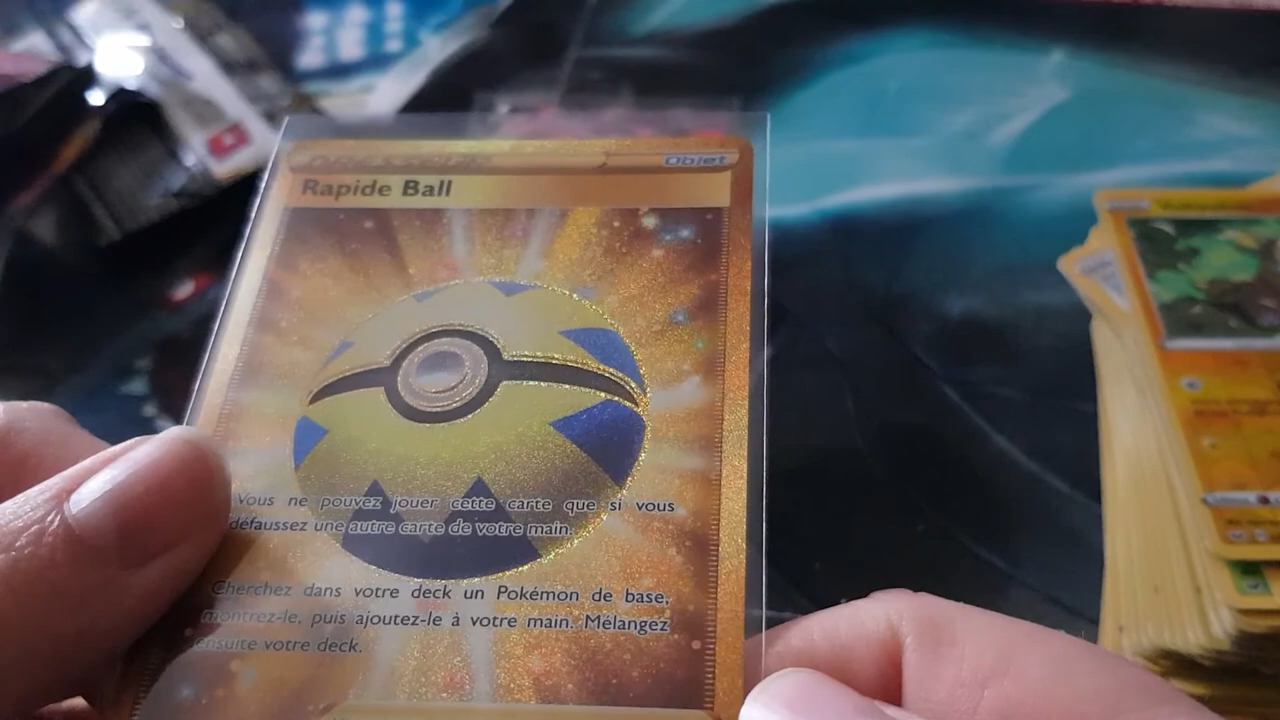 DRESSEUR
Objet
Rapide Ball
Vous ne pouvez jouer cette carte que si vous
défaussez une autre carte de votre main.
Cherchez dans votre deck un Pokémon de base,
montrez-le, puis ajoutez-le à votre main. Mélangez
ensuite votre deck.